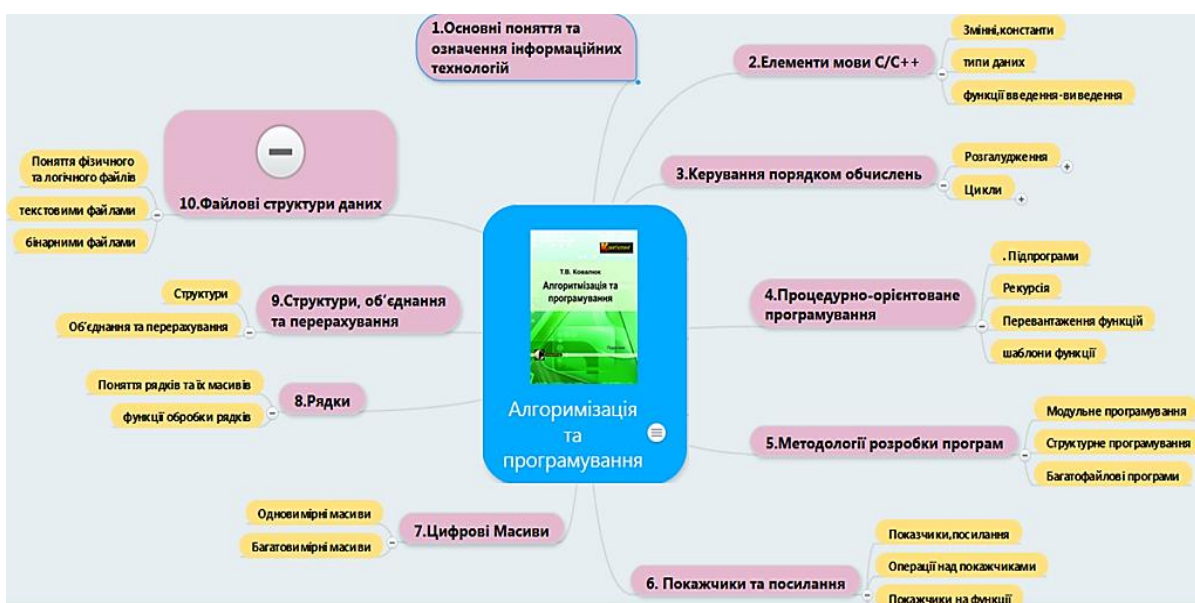 1.Основні поняття та
означення інформаційних
технологій
2.Елементи мови С/С++
Змінні,константи
типи даних
функції введення-виведення
3.Керування порядком обчислень
Розгалудження
Цикли
4.Процедурно-орієнтоване
програмування
. Підпрограми
Рекурсія
Перевантаження функцій
шаблони функції
5.Методології розробки програм
Модульне програмування
Структурне програмування
Багатофайлові програми
6. Покажчики та посилання
Показчики,посилання
Операції над покажчиками
Покажчики на функції
7.Цифрові Масиви
Одновимірні масиви
Багатовимірні масиви
8.Рядки
Поняття рядків та їх масивів
функції обробки рядків
9.Структури, об'єднання
та перерахування
Структури
Об'єднання та перерахування
10.Файлові структури даних
Поняття фізичного
та логічного файлів
текстовими файлами
бінарними файлами
Т.В. Ковалюк
Алгоритмізація та
програмування
Алгоримізація
та
програмування